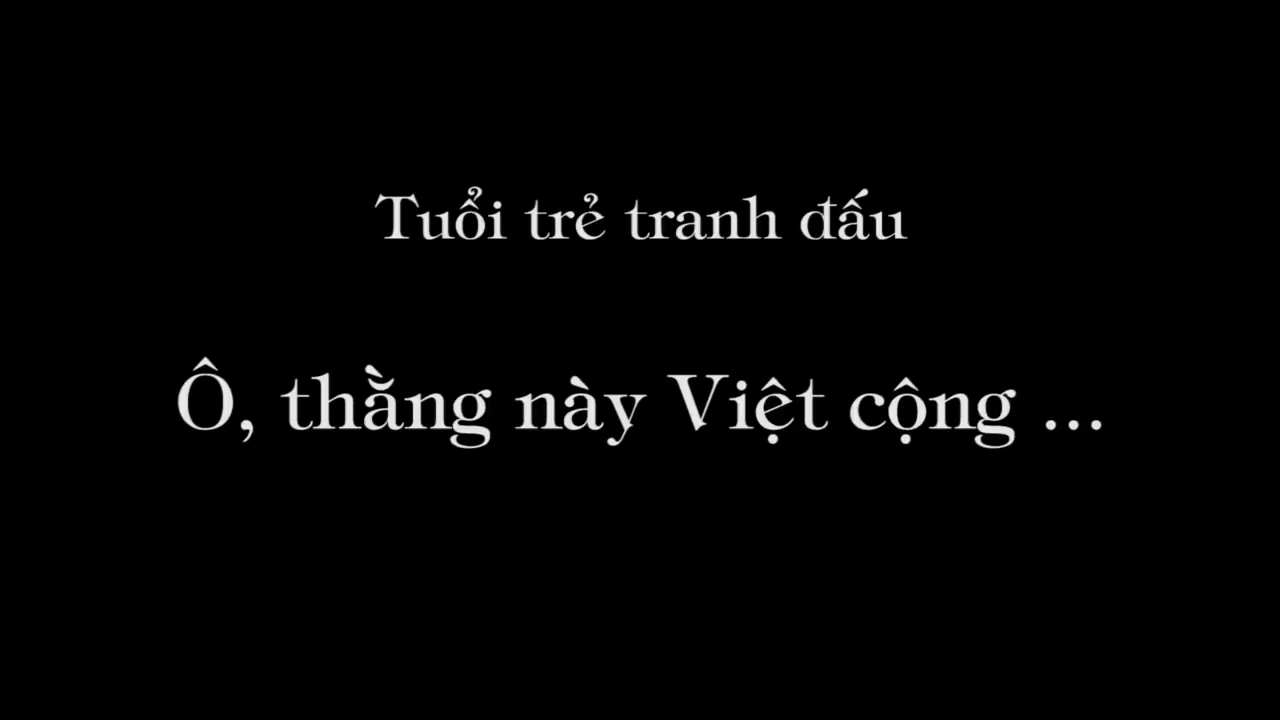 Tuổi trẻ tranh đấu
Ô, thằng này Việt cộng ...